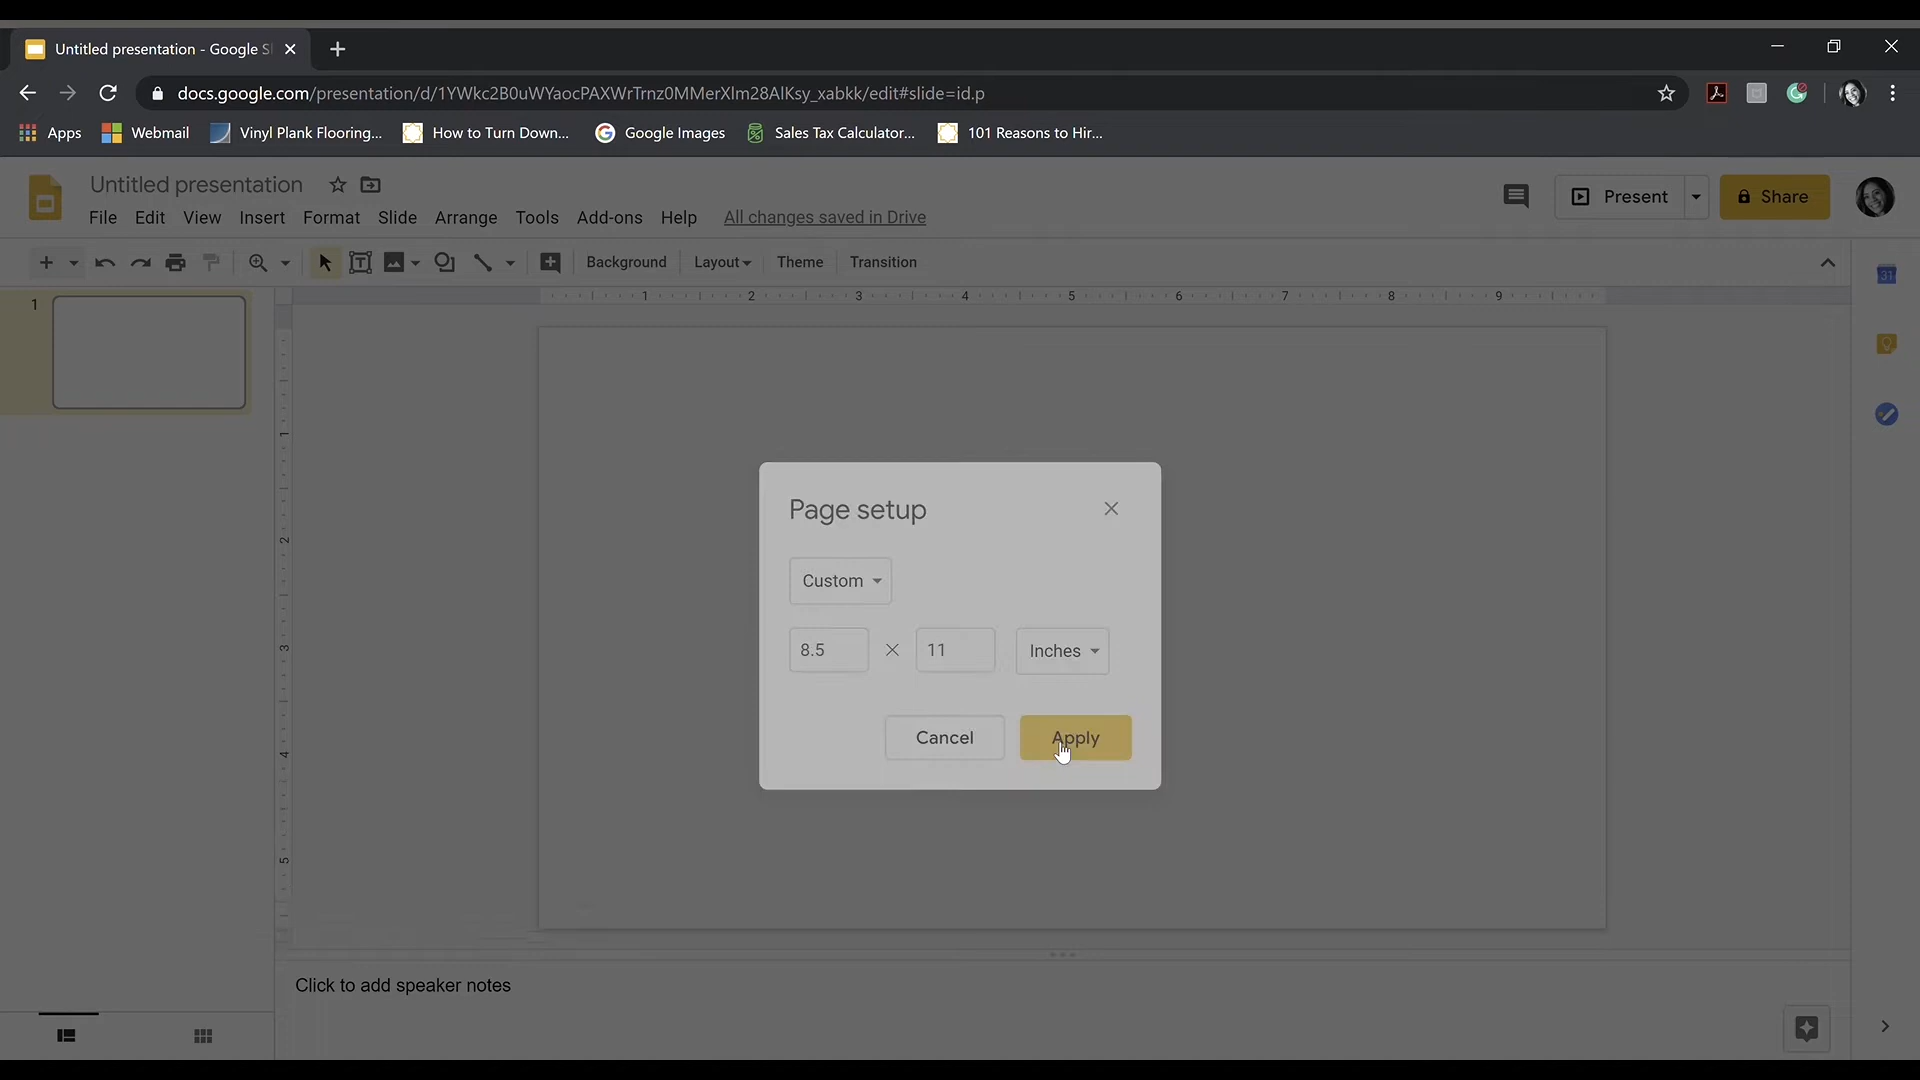 Untitled presentation - Google Sl
docs.google.com/presentation/d/1YWkc2B0uWYaocPAXWrTrnz0MMerXlm28AlKsy_xabkk/edit#slide=id.p
Apps Webmail Vinyl Plank Flooring... How to Turn Down... Google Images Sales Tax Calculator... 101 Reasons to Hir...
Untitled presentation
Present Share
File Edit View Insert Format Slide Arrange Tools Add-ons Help All changes saved in Drive
Background Layout Theme Transition
31
1 2 3 4 5 6 7 8 9
1
1
2
3
4
5
Page setup
Custom
8.5 11 Inches
Cancel Apply
Click to add speaker notes